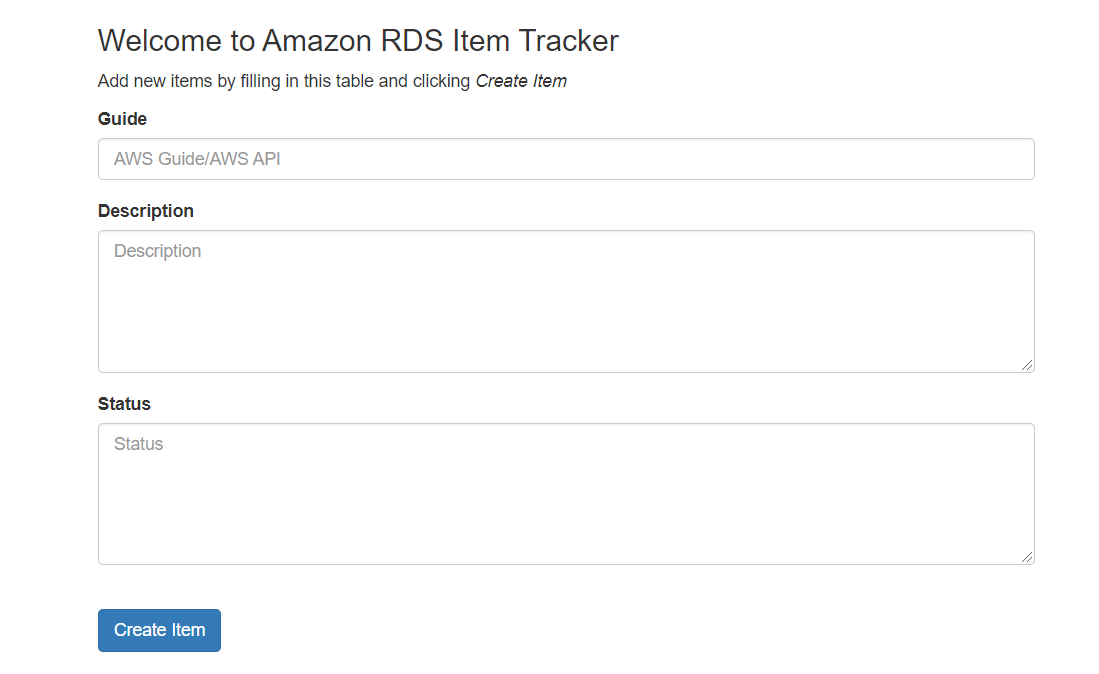 Welcome to Amazon RDS Item Tracker
Add new items by filling in this table and clicking Create Item
Guide
AWS Guide/AWS API
Description
Description
Status
Status
Create Item